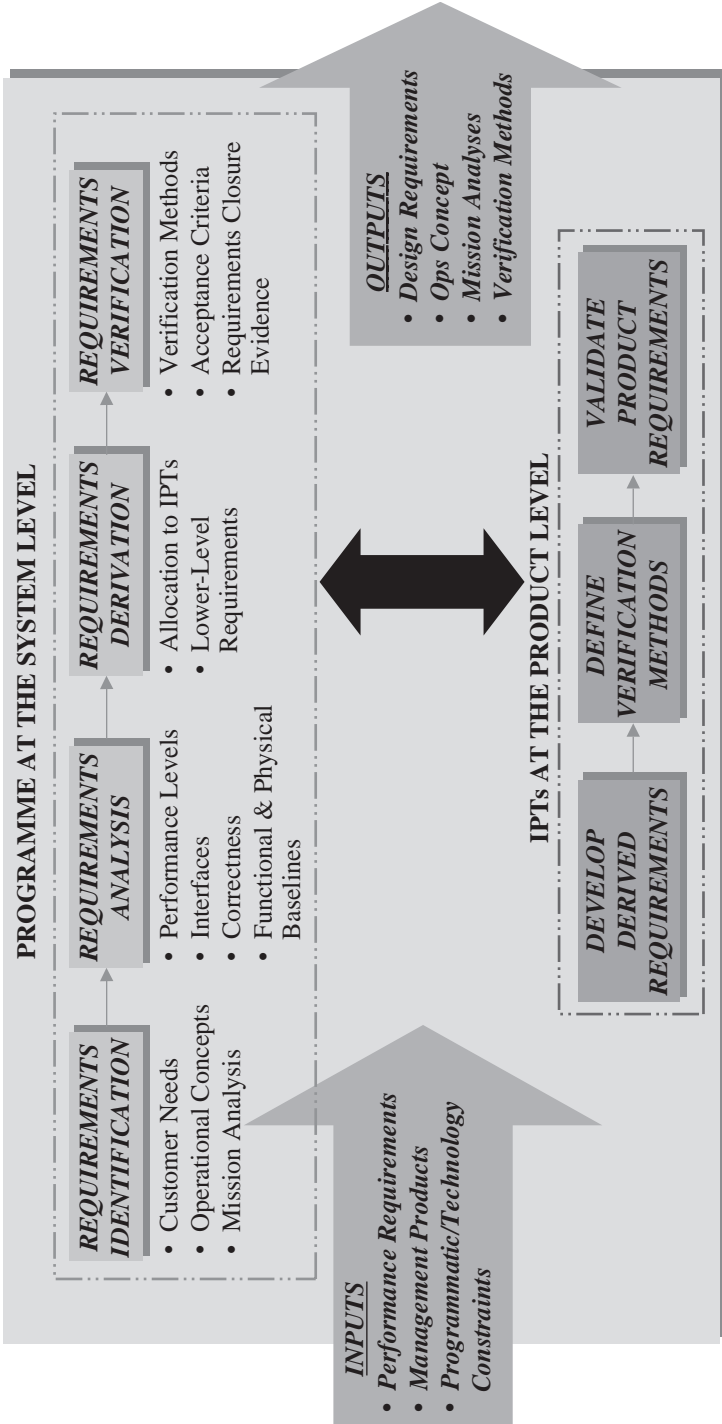 PROGRAMME AT THE SYSTEM LEVEL
REQUIREMENTS
IDENTIFICATION
• Customer Needs
• Operational Concepts
• Mission Analysis
REQUIREMENTS
ANALYSIS
• Performance Levels
• Interfaces
• Correctness
• Functional & Physical
Baselines
REQUIREMENTS
DERIVATION
• Allocation to IPTs
• Lower-Level
Requirements
REQUIREMENTS
VERIFICATION
• Verification Methods
• Acceptance Criteria
• Requirements Closure
Evidence
INPUTS
• Performance Requirements
• Management Products
• Programmatic/Technology
Constraints
OUTPUTS
• Design Requirements
• Ops Concept
• Mission Analyses
• Verification Methods
IPTs AT THE PRODUCT LEVEL
DEVELOP
DERIVED
REQUIREMENTS
DEFINE
VERIFICATION
METHODS
VALIDATE
PRODUCT
REQUIREMENTS